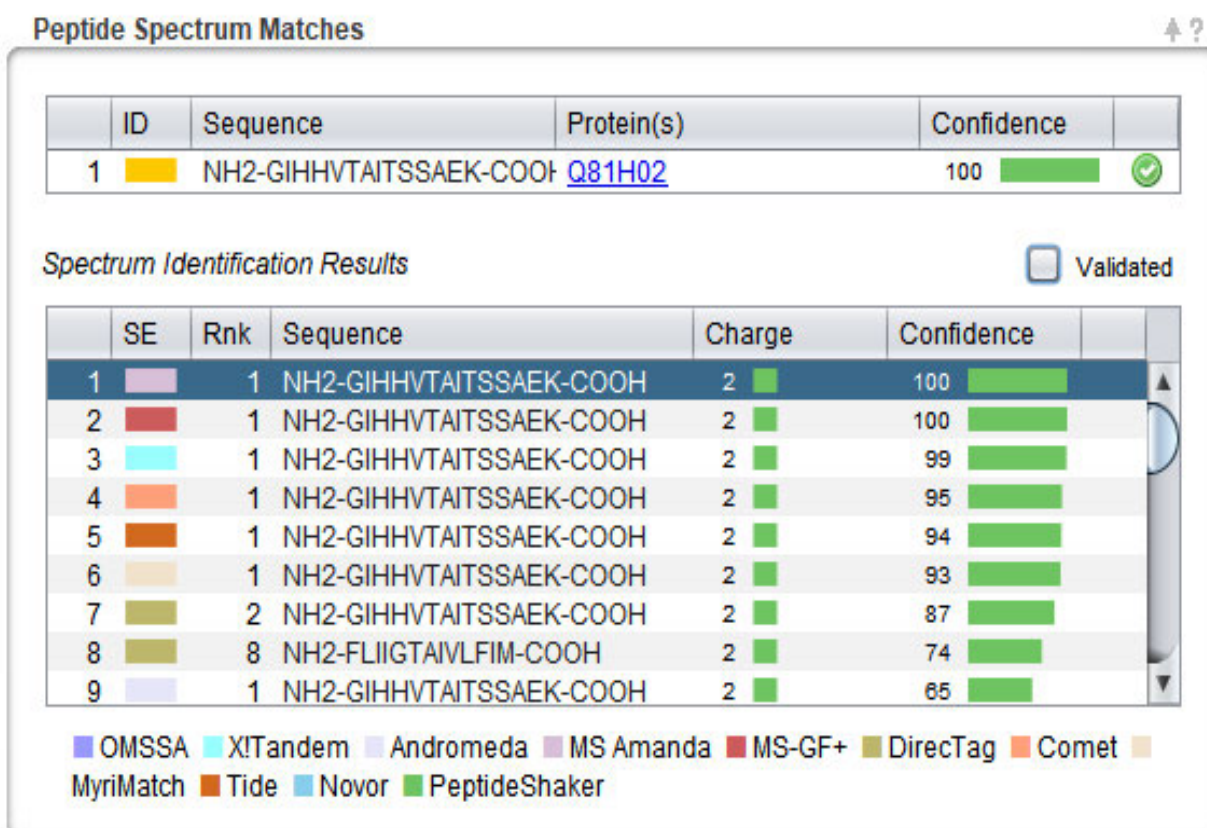 Peptide Spectrum Matches ?
ID Sequence Protein(s) Confidence
1 NH2-GIHHVTAITSSAEK-COOH Q81H02 100
Spectrum Identification Results Validated
SE Rnk Sequence Charge Confidence
1 1 NH2-GIHHVTAITSSAEK-COOH 2 100
2 1 NH2-GIHHVTAITSSAEK-COOH 2 100
3 1 NH2-GIHHVTAITSSAEK-COOH 2 99
4 1 NH2-GIHHVTAITSSAEK-COOH 2 95
5 1 NH2-GIHHVTAITSSAEK-COOH 2 94
6 1 NH2-GIHHVTAITSSAEK-COOH 2 93
7 2 NH2-GIHHVTAITSSAEK-COOH 2 87
8 8 NH2-FLIIGTAIVLFIM-COOH 2 74
9 1 NH2-GIHHVTAITSSAEK-COOH 2 65
OMSSA X!Tandem Andromeda MS Amanda MS-GF+ DirecTag Comet
MyriMatch Tide Novor PeptideShaker